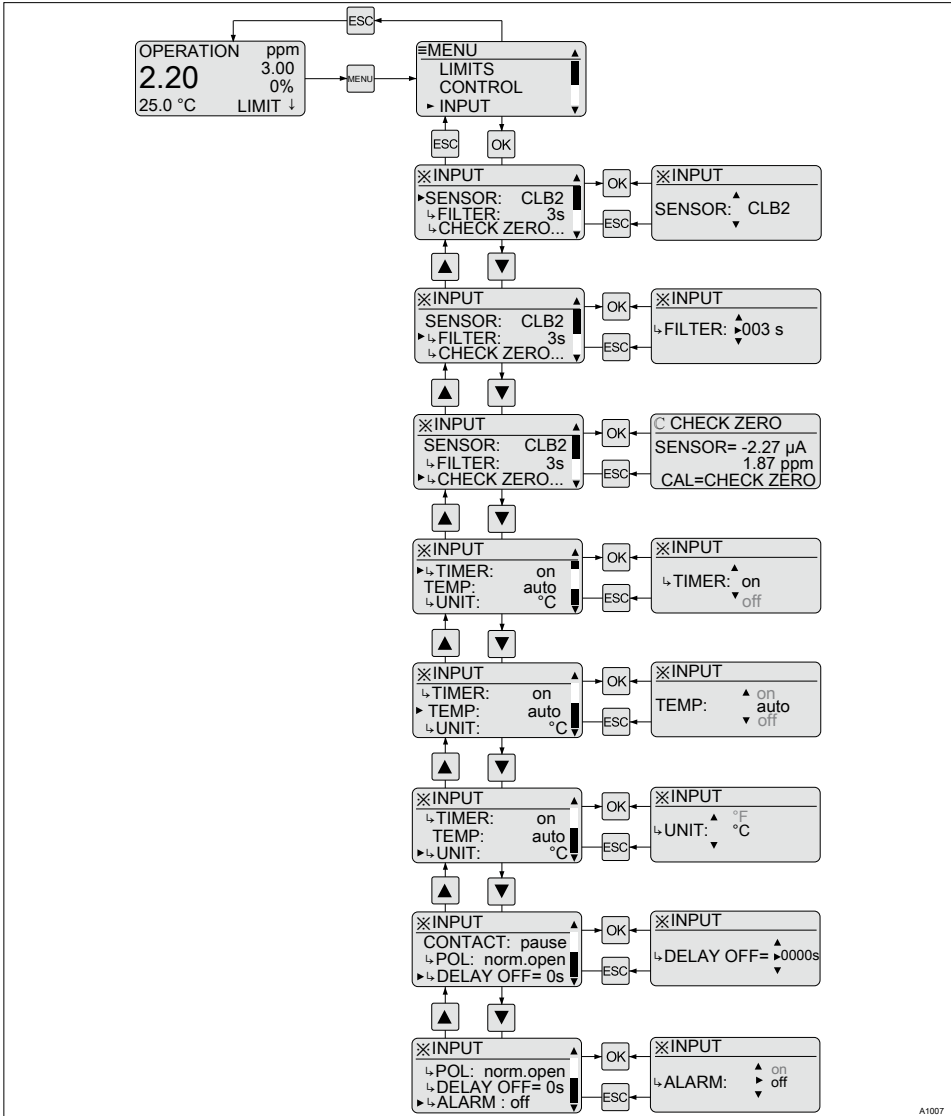 ESC
OPERATION ppm
2.20 3.00
0%
25.0 °C LIMIT ↓
MENU
≡MENU
LIMITS
CONTROL
► INPUT
ESC OK
※INPUT
►SENSOR: CLB2
↳FILTER: 3s
↳CHECK ZERO...
OK
ESC
※INPUT
SENSOR: CLB2
▲ ▼
※INPUT
SENSOR: CLB2
►↳FILTER: 3s
↳CHECK ZERO...
OK
ESC
※INPUT
↳FILTER: ►003 s
▲ ▼
※INPUT
SENSOR: CLB2
↳FILTER: 3s
►↳CHECK ZERO...
OK
ESC
ℂ CHECK ZERO
SENSOR= -2.27 µA
1.87 ppm
CAL=CHECK ZERO
▲ ▼
※INPUT
►↳TIMER: on
TEMP: auto
↳UNIT: °C
OK
ESC
※INPUT
↳TIMER: on
off
▲ ▼
※INPUT
↳TIMER: on
► TEMP: auto
↳UNIT: °C
OK
ESC
※INPUT
on
TEMP: auto
off
▲ ▼
※INPUT
↳TIMER: on
TEMP: auto
►↳UNIT: °C
OK
ESC
※INPUT
°F
↳UNIT: °C
▲ ▼
※INPUT
CONTACT: pause
↳POL: norm.open
►↳DELAY OFF= 0s
OK
ESC
※INPUT
↳DELAY OFF= ►0000s
▲ ▼
※INPUT
↳POL: norm.open
↳DELAY OFF= 0s
►↳ALARM : off
OK
ESC
※INPUT
on
↳ALARM: ► off
A1007